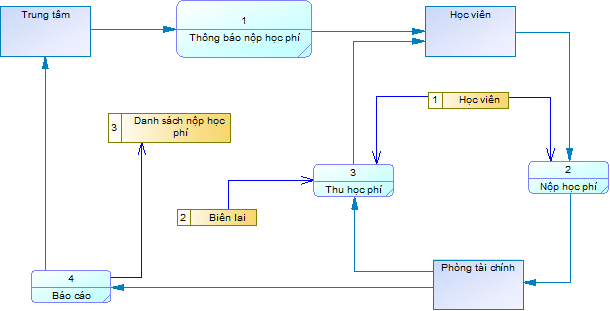 Trung tâm
1
Thông báo nộp học phí
Học viên
1 Học viên
3 Danh sách nộp học
phí
3
Thu học phí
2
Nộp học phí
2 Biên lai
Phòng tài chính
4
Báo cáo